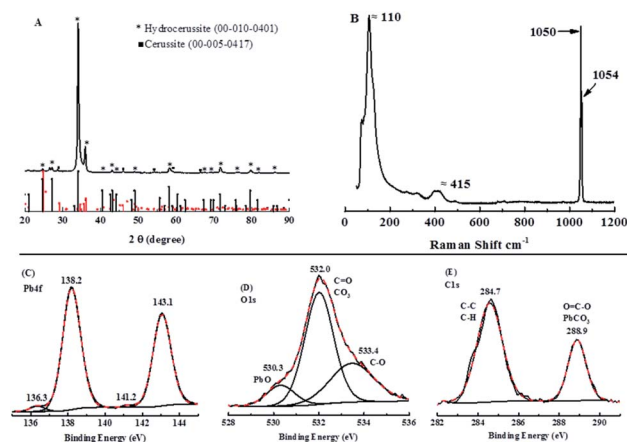 A
* Hydrocerussite (00-010-0401)
■ Cerussite (00-005-0417)
20 30 40 50 60 70 80 90
2 θ (degree)
B
≈ 110
1050
1054
≈ 415
0 200 400 600 800 1000 1200
Raman Shift cm-1
(C)
Pb4f
138.2
143.1
136.3
141.2
136 138 140 142 144
Binding Energy (eV)
(D)
O1s
532.0
C=O
CO3
530.3
PbO
533.4
C-O
528 530 532 534 536
Binding Energy (eV)
(E)
C1s
284.7
C-C
C-H
O=C-O
PbCO3
288.9
282 284 286 288 290
Binding Energy (eV)